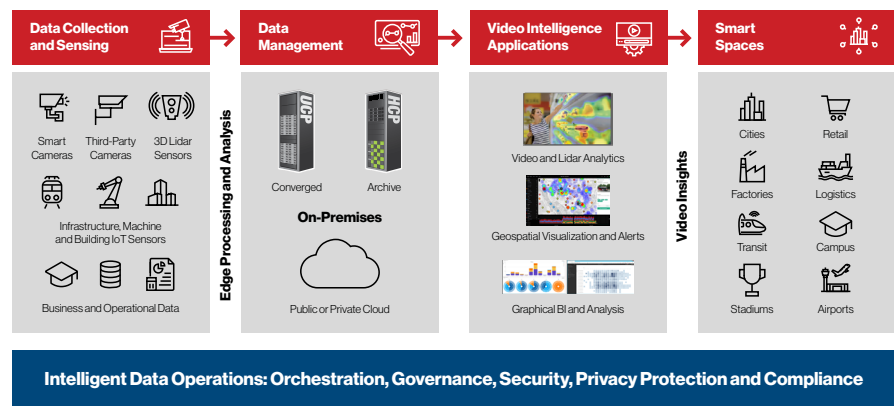 Data Collection
and Sensing
Data
Management
Video Intelligence
Applications
Smart
Spaces
Smart
Cameras
Third-Party
Cameras
3D Lidar
Sensors
Infrastructure, Machine
and Building IoT Sensors
Business and Operational Data
Edge Processing and Analysis
UCP
HCP
Converged
Archive
On-Premises
Public or Private Cloud
Video and Lidar Analytics
Geospatial Visualization and Alerts
Graphical BI and Analysis
Video Insights
Cities
Retail
Factories
Logistics
Transit
Campus
Stadiums
Airports
Intelligent Data Operations: Orchestration, Governance, Security, Privacy Protection and Compliance